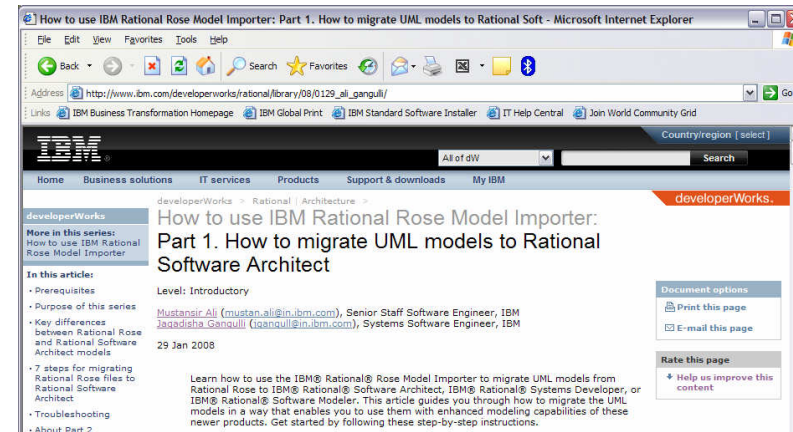 How to use IBM Rational Rose Model Importer: Part 1. How to migrate UML models to Rational Soft - Microsoft Internet Explorer
File Edit View Favorites Tools Help
Back Search Favorites
Address http://www.ibm.com/developerworks/rational/library/08/0129_ali_gangulli/ Go
Links IBM Business Transformation Homepage IBM Global Print IBM Standard Software Installer IT Help Central Join World Community Grid
Country/region [select]
IBM ®
All of dW Search
Home Business solutions IT services Products Support & downloads My IBM
developerWorks.
developerWorks
More in this series:
How to use IBM Rational
Rose Model Importer
In this article:
Prerequisites
Purpose of this series
Key differences
between Rational Rose
and Rational Software
Architect models
7 steps for migrating
Rational Rose files to
Rational Software
Architect
Troubleshooting
About Part 2
developerWorks > Rational | Architecture >
How to use IBM Rational Rose Model Importer:
Part 1. How to migrate UML models to Rational
Software Architect
Level: Introductory
Mustansir Ali (mustan.ali@in.ibm.com), Senior Staff Software Engineer, IBM
Jagadisha Gangulli (jgangull@in.ibm.com), Systems Software Engineer, IBM
29 Jan 2008
Learn how to use the IBM® Rational® Rose Model Importer to migrate UML models from
Rational Rose to IBM® Rational® Software Architect, IBM® Rational® Systems Developer, or
IBM® Rational® Software Modeler. This article guides you through how to migrate the UML
models in a way that enables you to use them with enhanced modeling capabilities of these
newer products. Get started by following these step-by-step instructions.
Document options
Print this page
E-mail this page
Rate this page
Help us improve this
content